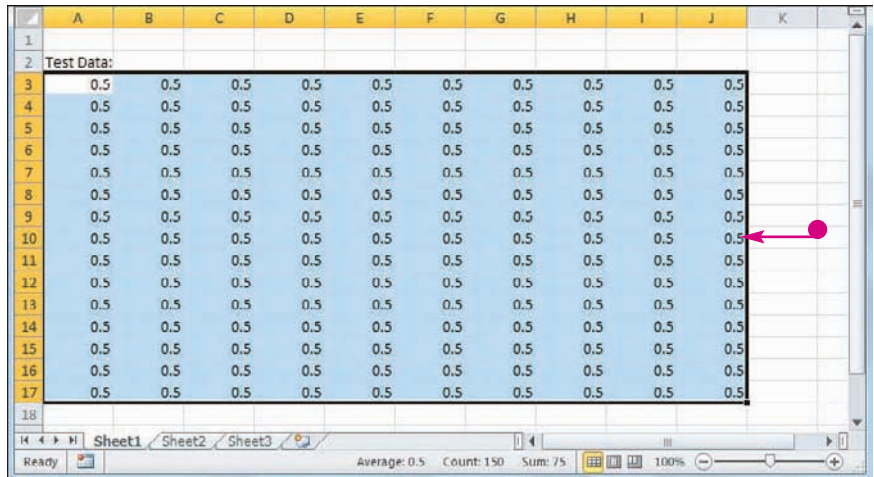 A B C D E F G H I J K
1
2 Test Data:
3 0.5 0.5 0.5 0.5 0.5 0.5 0.5 0.5 0.5 0.5
4 0.5 0.5 0.5 0.5 0.5 0.5 0.5 0.5 0.5 0.5
5 0.5 0.5 0.5 0.5 0.5 0.5 0.5 0.5 0.5 0.5
6 0.5 0.5 0.5 0.5 0.5 0.5 0.5 0.5 0.5 0.5
7 0.5 0.5 0.5 0.5 0.5 0.5 0.5 0.5 0.5 0.5
8 0.5 0.5 0.5 0.5 0.5 0.5 0.5 0.5 0.5 0.5
9 0.5 0.5 0.5 0.5 0.5 0.5 0.5 0.5 0.5 0.5
10 0.5 0.5 0.5 0.5 0.5 0.5 0.5 0.5 0.5 0.5
11 0.5 0.5 0.5 0.5 0.5 0.5 0.5 0.5 0.5 0.5
12 0.5 0.5 0.5 0.5 0.5 0.5 0.5 0.5 0.5 0.5
13 0.5 0.5 0.5 0.5 0.5 0.5 0.5 0.5 0.5 0.5
14 0.5 0.5 0.5 0.5 0.5 0.5 0.5 0.5 0.5 0.5
15 0.5 0.5 0.5 0.5 0.5 0.5 0.5 0.5 0.5 0.5
16 0.5 0.5 0.5 0.5 0.5 0.5 0.5 0.5 0.5 0.5
17 0.5 0.5 0.5 0.5 0.5 0.5 0.5 0.5 0.5 0.5
18
Sheet1 Sheet2 Sheet3
Ready Average: 0.5 Count: 150 Sum: 75 100%